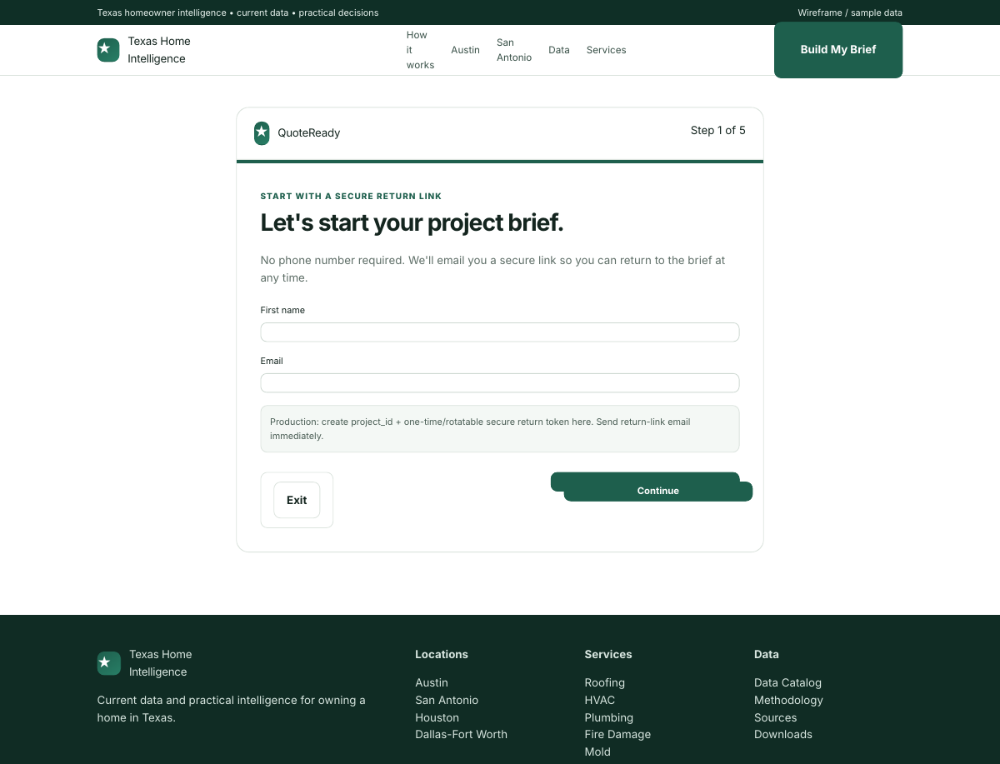 Texas homeowner intelligence • current data • practical decisions
Wireframe / sample data
Texas Home
Intelligence
How
it
works
Austin
San
Antonio
Data
Services
Build My Brief
QuoteReady
Step 1 of 5
START WITH A SECURE RETURN LINK
Let's start your project brief.
No phone number required. We'll email you a secure link so you can return to the brief at
any time.
First name
Email
Production: create project_id + one-time/rotatable secure return token here. Send return-link email
immediately.
Exit
Continue
Texas Home
Intelligence
Current data and practical intelligence for owning a
home in Texas.
Locations
Austin
San Antonio
Houston
Dallas-Fort Worth
Services
Roofing
HVAC
Plumbing
Fire Damage
Mold
Data
Data Catalog
Methodology
Sources
Downloads